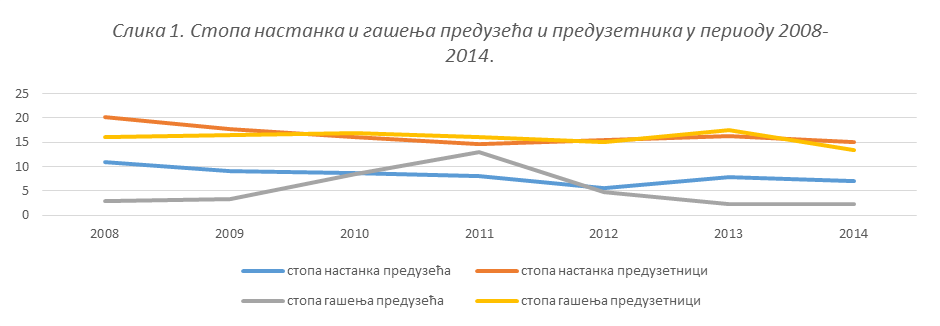 Слика 1. Стопа настанка и гашења предузећа и предузетника у периоду 2008-
2014.
25
20
15
10
5
0
2008 2009 2010 2011 2012 2013 2014
стопа настанка предузећа стопа настанка предузетници
стопа гашења предузећа стопа гашења предузетници